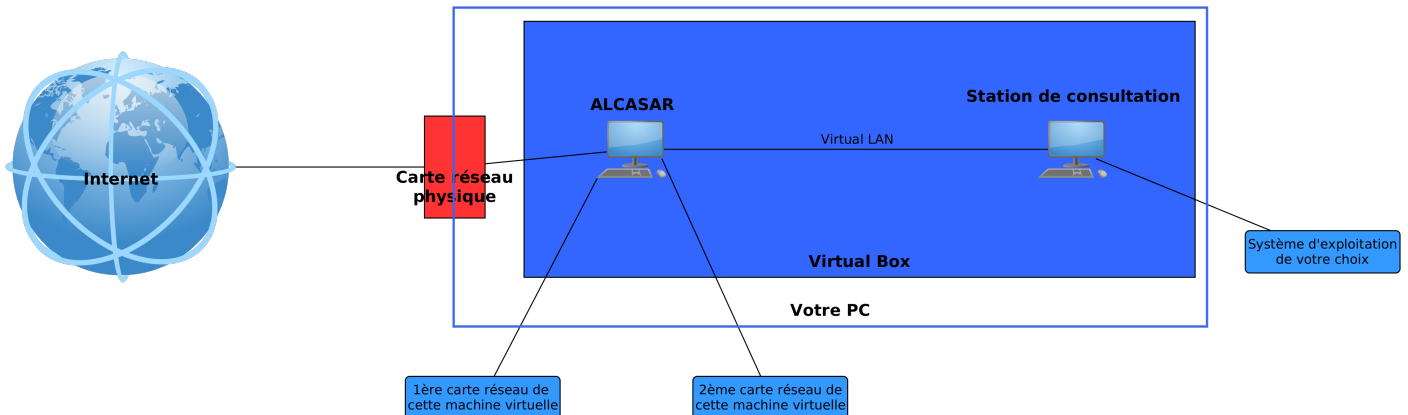 ALCASAR
Station de consultation
Virtual LAN
Internet
Carte réseau
physique
Système d'exploitation
de votre choix
Virtual Box
Votre PC
1ère carte réseau de
cette machine virtuelle
2ème carte réseau de
cette machine virtuelle